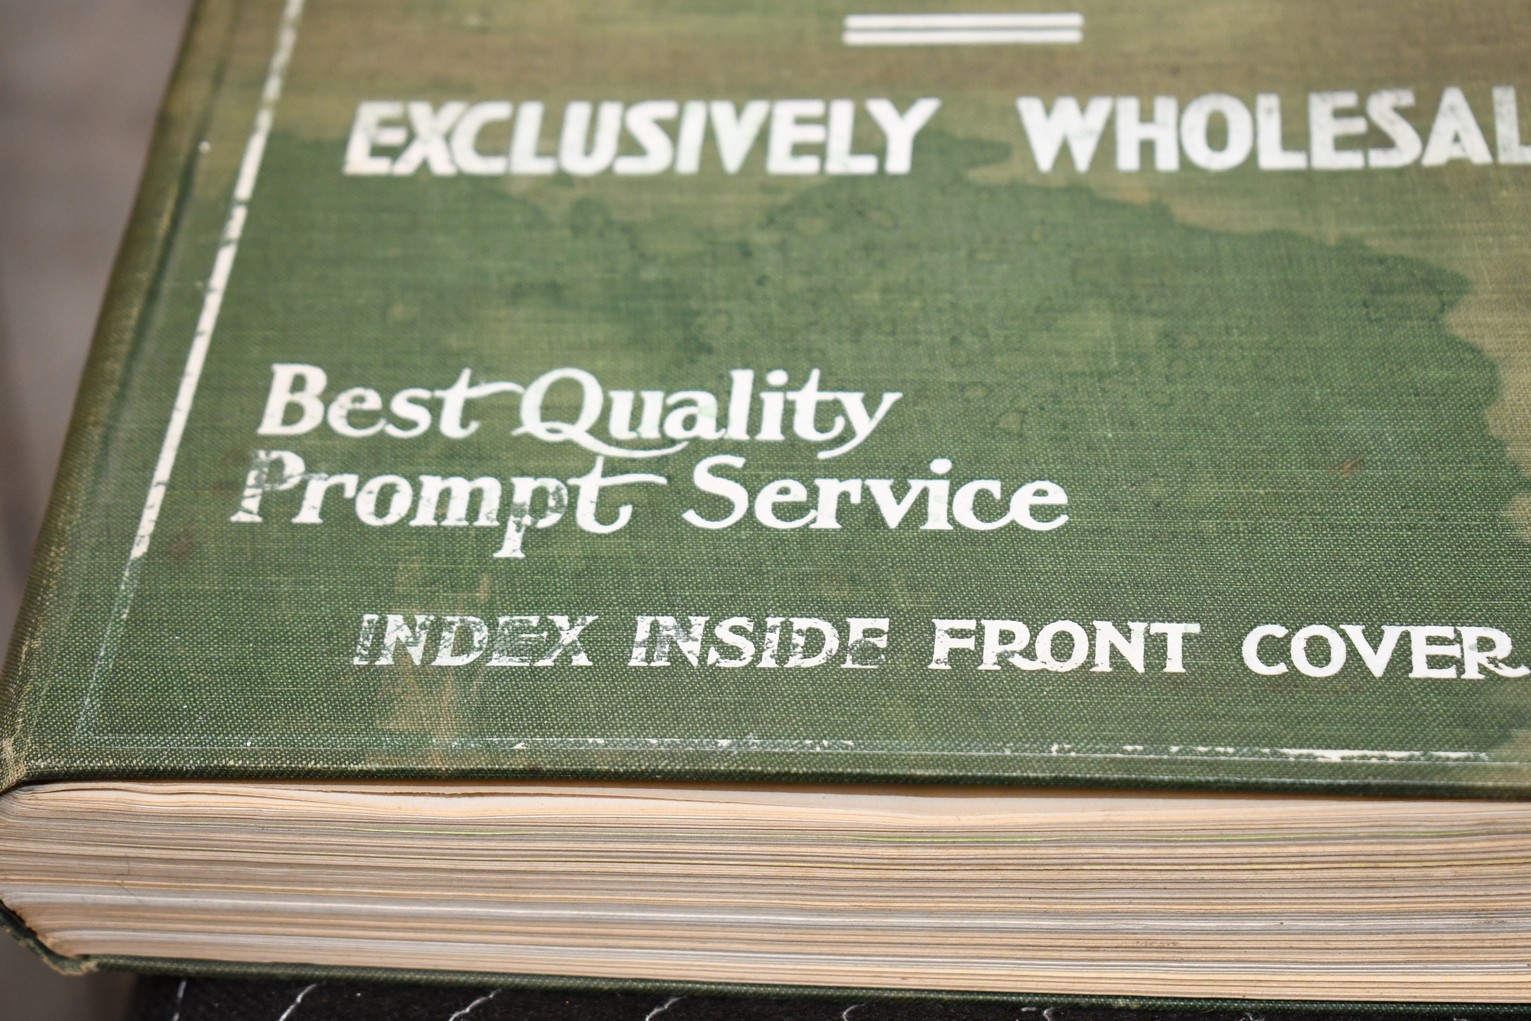 EXCLUSIVELY WHOLESAL
Best Quality
Prompt Service
INDEX INSIDE FRONT COVER